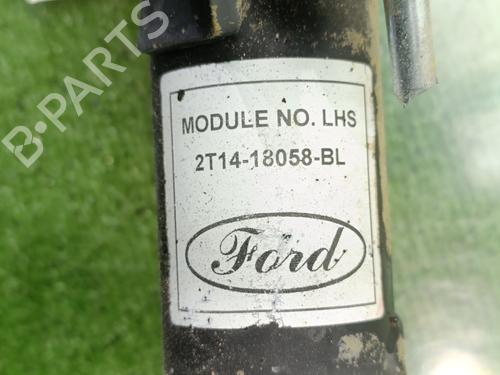 B-PARTS
MODULE NO. LHS
2T14-18058-BL
Ford